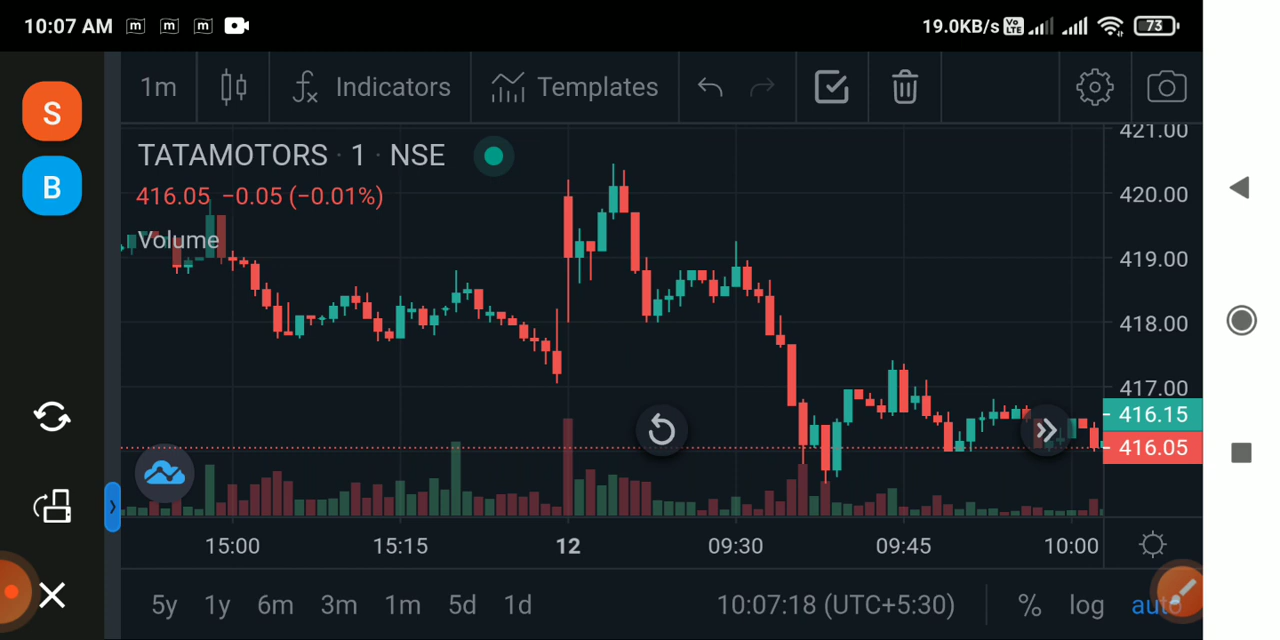 10:07 AM m m m 19.0KB/s Vo LTE 73
S
B
1m fx Indicators Templates
TATAMOTORS · 1 · NSE
416.05 −0.05 (−0.01%)
Volume
421.00
420.00
419.00
418.00
417.00
416.15
416.05
15:00 15:15 12 09:30 09:45 10:00
5y 1y 6m 3m 1m 5d 1d 10:07:18 (UTC+5:30) % log auto